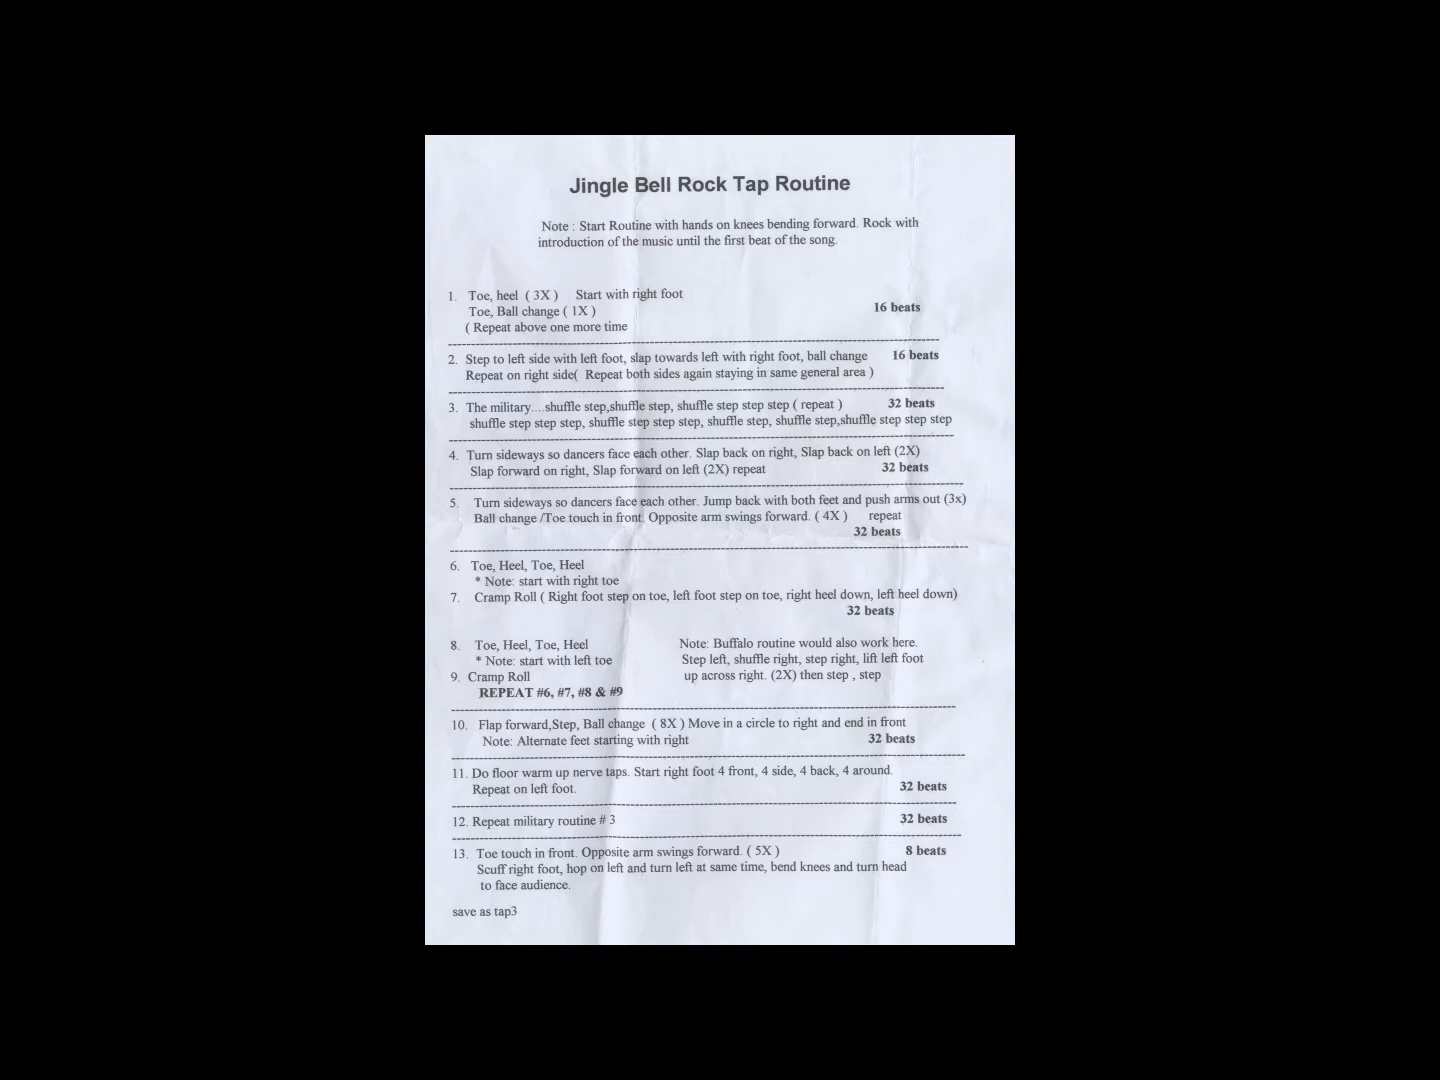 Jingle Bell Rock Tap Routine
Note : Start Routine with hands on knees bending forward. Rock with
introduction of the music until the first beat of the song.
1. Toe, heel ( 3X ) Start with right foot
Toe, Ball change ( 1X )
16 beats
( Repeat above one more time
2. Step to left side with left foot, slap towards left with right foot, ball change 16 beats
Repeat on right side( Repeat both sides again staying in same general area )
3. The military....shuffle step,shuffle step, shuffle step step step ( repeat ) 32 beats
shuffle step step step, shuffle step step step, shuffle step, shuffle step,shuffle step step step
4. Turn sideways so dancers face each other. Slap back on right, Slap back on left (2X)
Slap forward on right, Slap forward on left (2X) repeat 32 beats
5. Turn sideways so dancers face each other. Jump back with both feet and push arms out (3x)
Ball change /Toe touch in front. Opposite arm swings forward. ( 4X ) repeat
32 beats
6. Toe, Heel, Toe, Heel
* Note: start with right toe
7. Cramp Roll ( Right foot step on toe, left foot step on toe, right heel down, left heel down)
32 beats
8. Toe, Heel, Toe, Heel Note: Buffalo routine would also work here.
* Note: start with left toe Step left, shuffle right, step right, lift left foot
9. Cramp Roll up across right. (2X) then step , step
REPEAT #6, #7, #8 & #9
10. Flap forward,Step, Ball change ( 8X ) Move in a circle to right and end in front
Note: Alternate feet starting with right 32 beats
11. Do floor warm up nerve taps. Start right foot 4 front, 4 side, 4 back, 4 around.
Repeat on left foot. 32 beats
12. Repeat military routine # 3 32 beats
13. Toe touch in front. Opposite arm swings forward. ( 5X ) 8 beats
Scuff right foot, hop on left and turn left at same time, bend knees and turn head
to face audience.
save as tap3